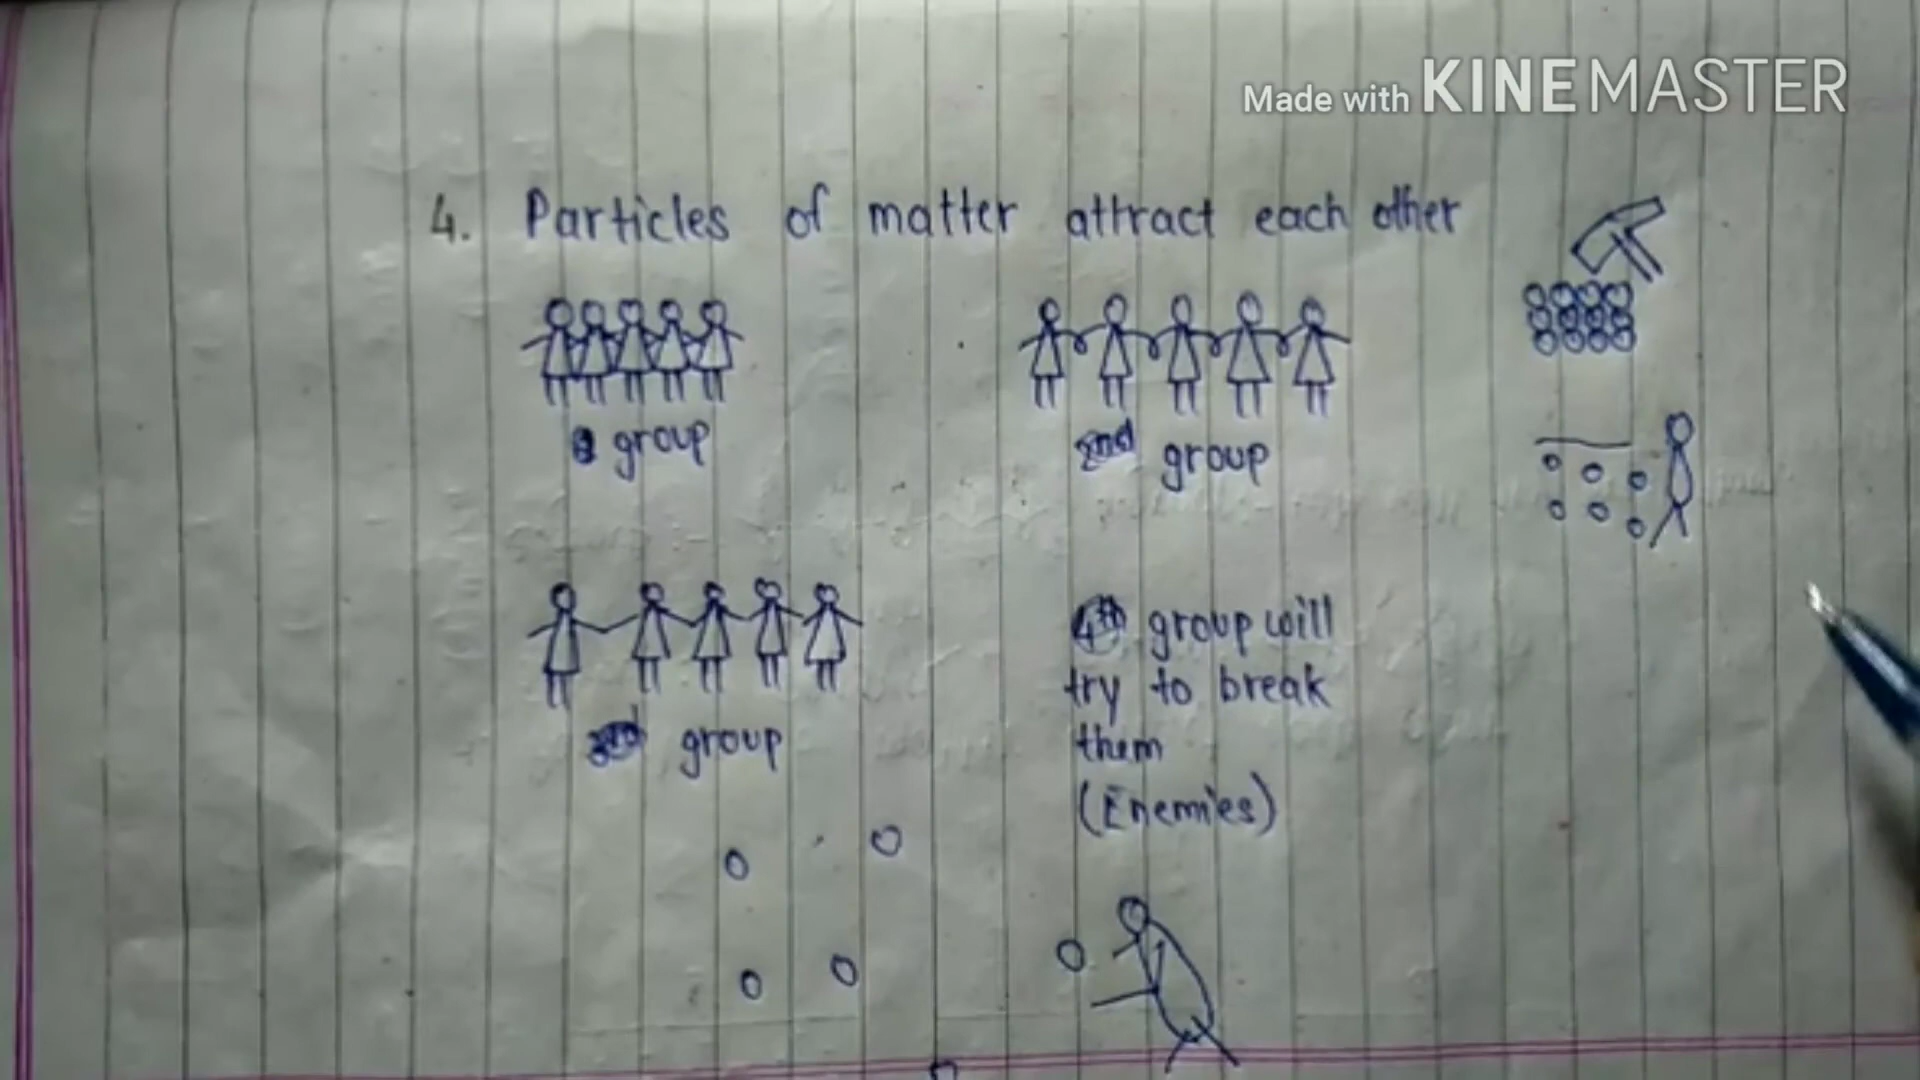 Made with KINEMASTER
4. Particles of matter attract each other
group
2nd group
3rd group
4th group will
try to break
them
(Enemies)